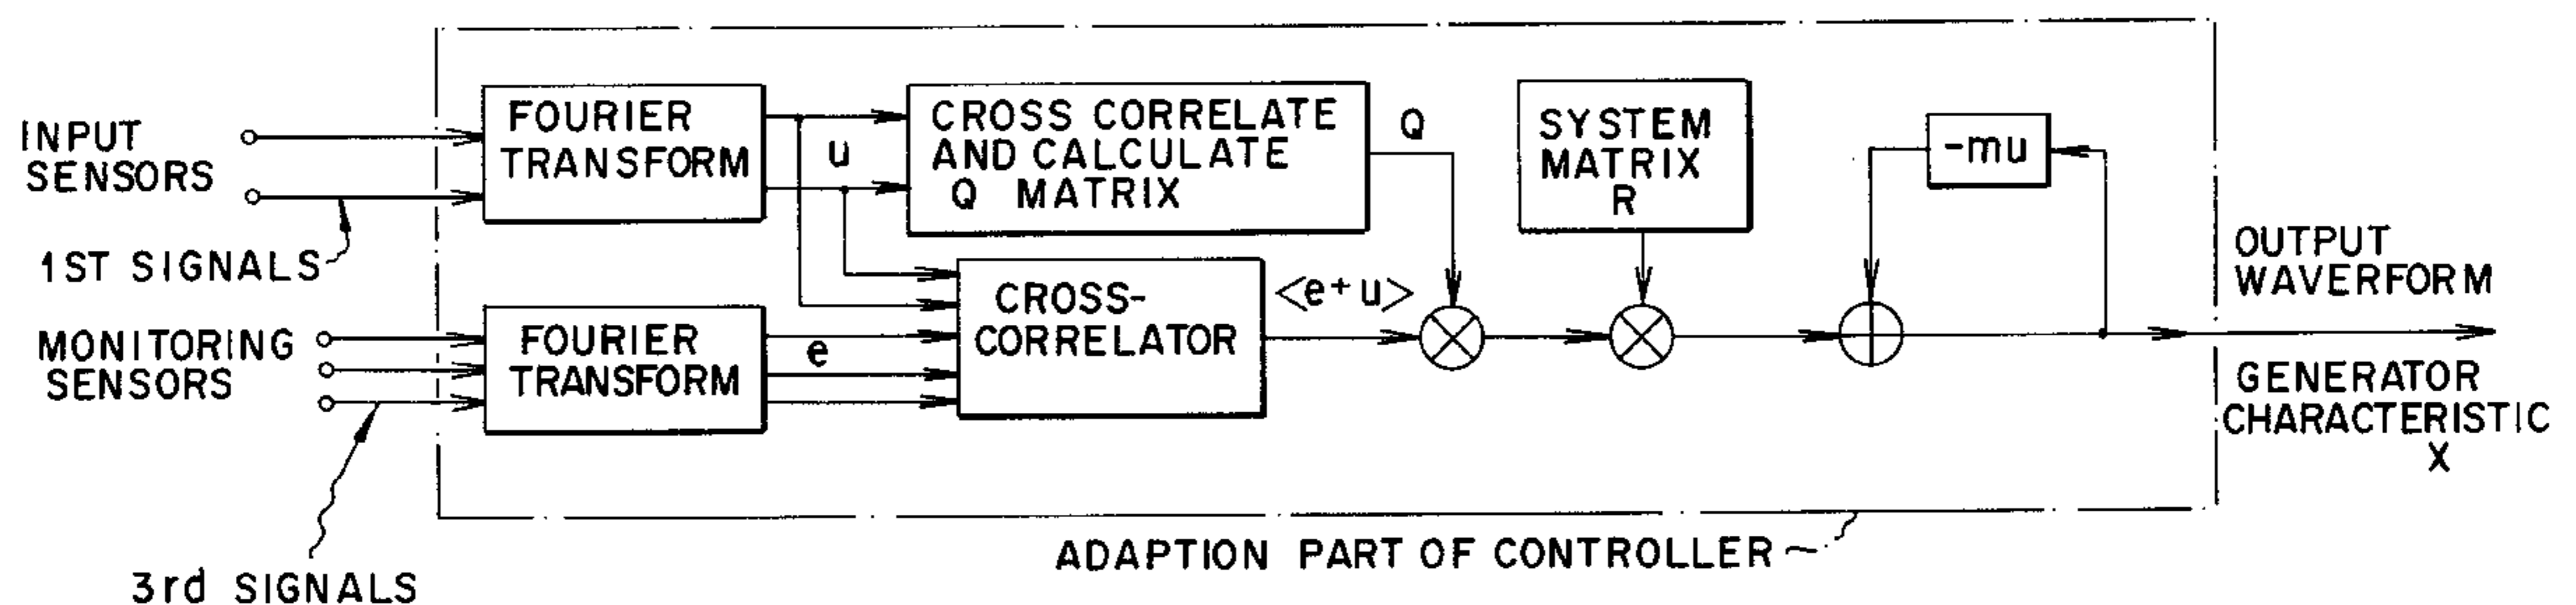 INPUT
SENSORS
1ST SIGNALS
MONITORING
SENSORS
3rd SIGNALS
FOURIER
TRANSFORM
u
FOURIER
TRANSFORM
e
CROSS CORRELATE
AND CALCULATE
Q MATRIX
Q
CROSS-
CORRELATOR
<e+u>
SYSTEM
MATRIX
R
-mu
OUTPUT
WAVERFORM
GENERATOR
CHARACTERISTIC
X
ADAPTION PART OF CONTROLLER